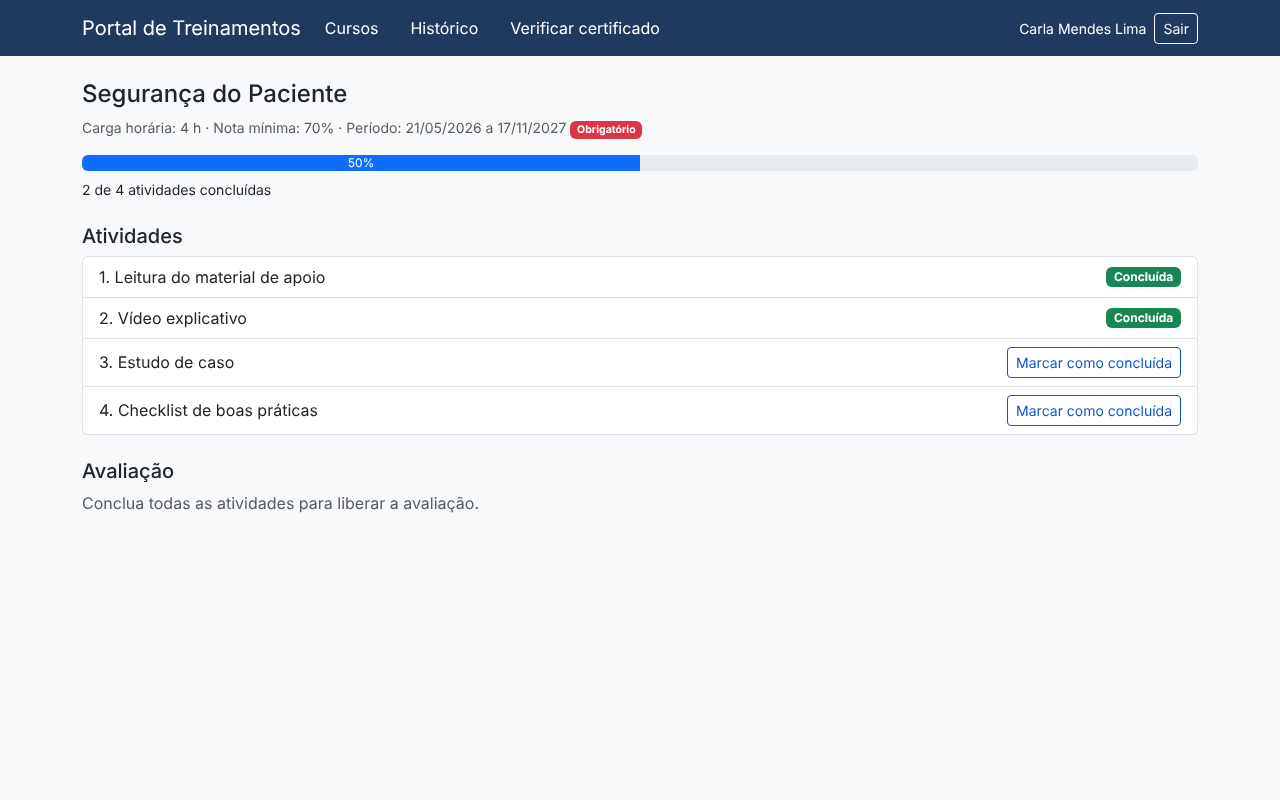 Portal de Treinamentos Cursos Histórico Verificar certificado Carla Mendes Lima Sair
Segurança do Paciente
Carga horária: 4 h · Nota mínima: 70% · Período: 21/05/2026 a 17/11/2027 Obrigatório
50%
2 de 4 atividades concluídas
Atividades
1. Leitura do material de apoio Concluída
2. Vídeo explicativo Concluída
3. Estudo de caso Marcar como concluída
4. Checklist de boas práticas Marcar como concluída
Avaliação
Conclua todas as atividades para liberar a avaliação.